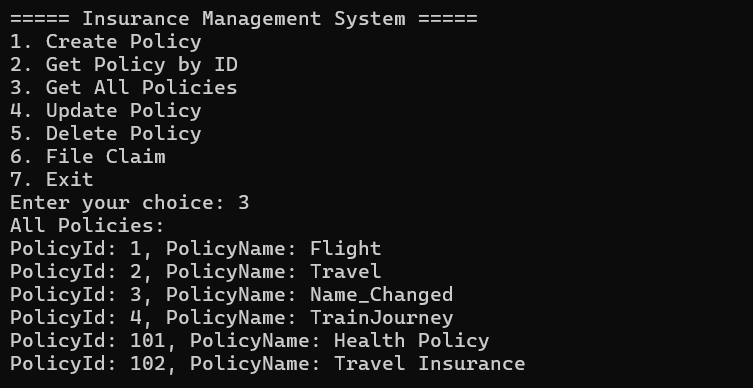 ===== Insurance Management System =====
1. Create Policy
2. Get Policy by ID
3. Get All Policies
4. Update Policy
5. Delete Policy
6. File Claim
7. Exit
Enter your choice: 3
All Policies:
PolicyId: 1, PolicyName: Flight
PolicyId: 2, PolicyName: Travel
PolicyId: 3, PolicyName: Name_Changed
PolicyId: 4, PolicyName: TrainJourney
PolicyId: 101, PolicyName: Health Policy
PolicyId: 102, PolicyName: Travel Insurance